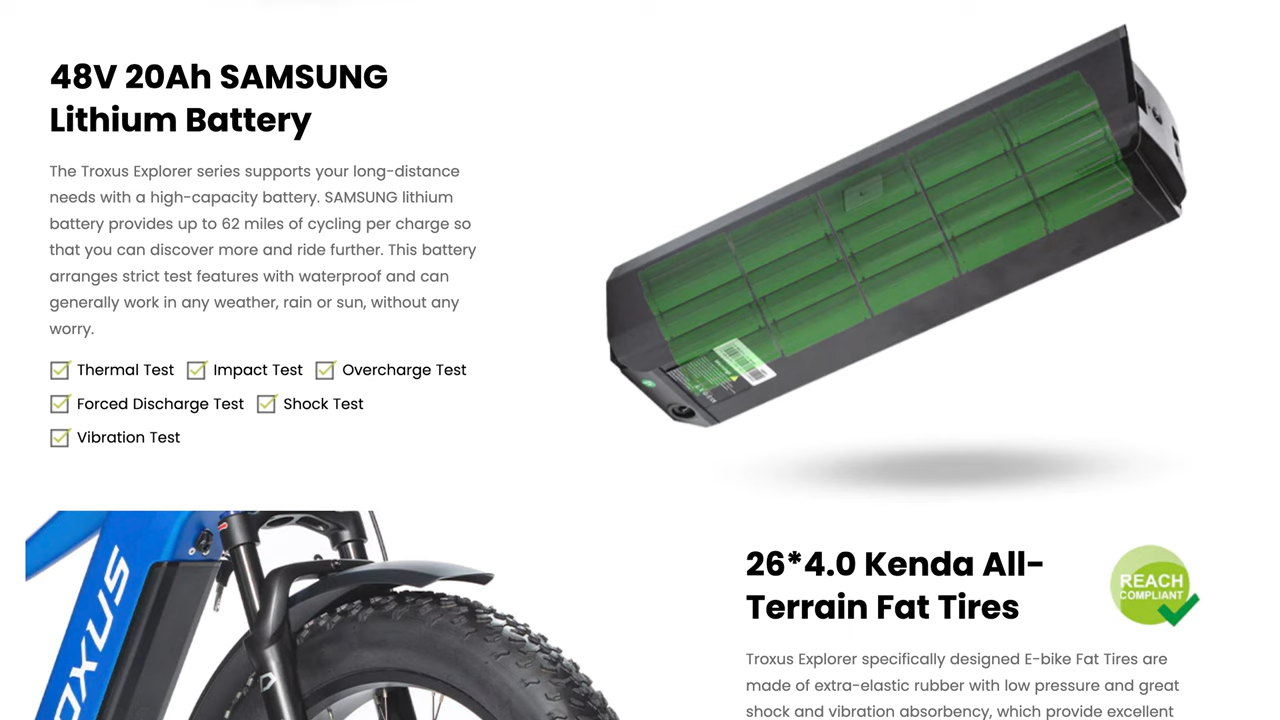 48V 20Ah SAMSUNG
Lithium Battery
The Troxus Explorer series supports your long-distance
needs with a high-capacity battery. SAMSUNG lithium
battery provides up to 62 miles of cycling per charge so
that you can discover more and ride further. This battery
arranges strict test features with waterproof and can
generally work in any weather, rain or sun, without any
worry.
Thermal Test Impact Test Overcharge Test
Forced Discharge Test Shock Test
Vibration Test
OXUS
26*4.0 Kenda All-
Terrain Fat Tires
REACH
COMPLIANT
Troxus Explorer specifically designed E-bike Fat Tires are
made of extra-elastic rubber with low pressure and great
shock and vibration absorbency, which provide excellent